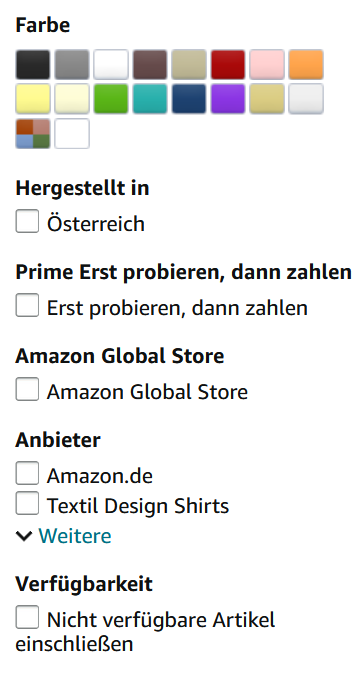 Farbe
Hergestellt in
Österreich
Prime Erst probieren, dann zahlen
Erst probieren, dann zahlen
Amazon Global Store
Amazon Global Store
Anbieter
Amazon.de
Textil Design Shirts
Weitere
Verfügbarkeit
Nicht verfügbare Artikel
einschließen